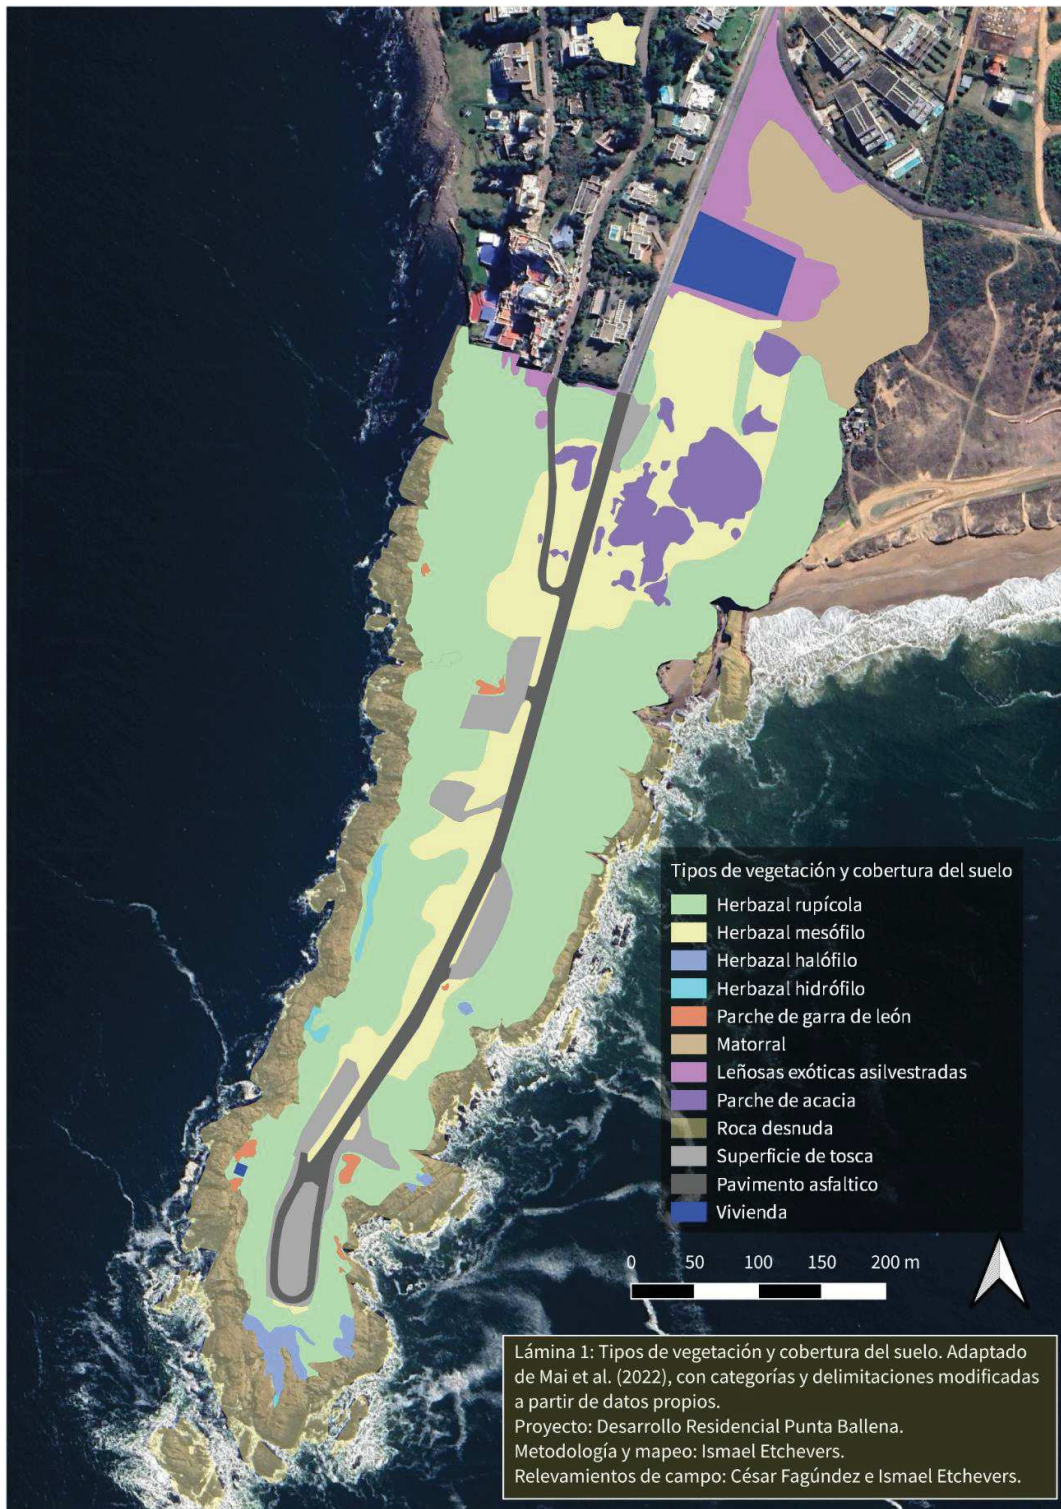 Tipos de vegetación y cobertura del suelo
Herbazal rupícola
Herbazal mesófilo
Herbazal halófilo
Herbazal hidrófilo
Parche de garra de león
Matorral
Leñosas exóticas asilvestradas
Parche de acacia
Roca desnuda
Superficie de tosca
Pavimento asfaltico
Vivienda
0 50 100 150 200 m
Lámina 1: Tipos de vegetación y cobertura del suelo. Adaptado
de Mai et al. (2022), con categorías y delimitaciones modificadas
a partir de datos propios.
Proyecto: Desarrollo Residencial Punta Ballena.
Metodología y mapeo: Ismael Etchevers.
Relevamientos de campo: César Fagúndez e Ismael Etchevers.